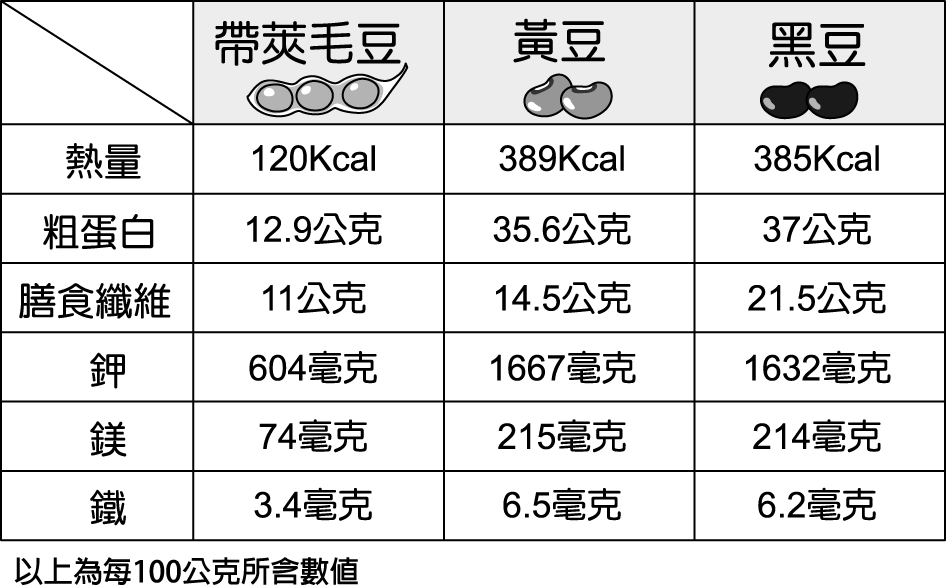 帶莢毛豆 黃豆 黑豆
熱量 120Kcal 389Kcal 385Kcal
粗蛋白 12.9公克 35.6公克 37公克
膳食纖維 11公克 14.5公克 21.5公克
鉀 604毫克 1667毫克 1632毫克
鎂 74毫克 215毫克 214毫克
鐵 3.4毫克 6.5毫克 6.2毫克
以上為每100公克所含數值